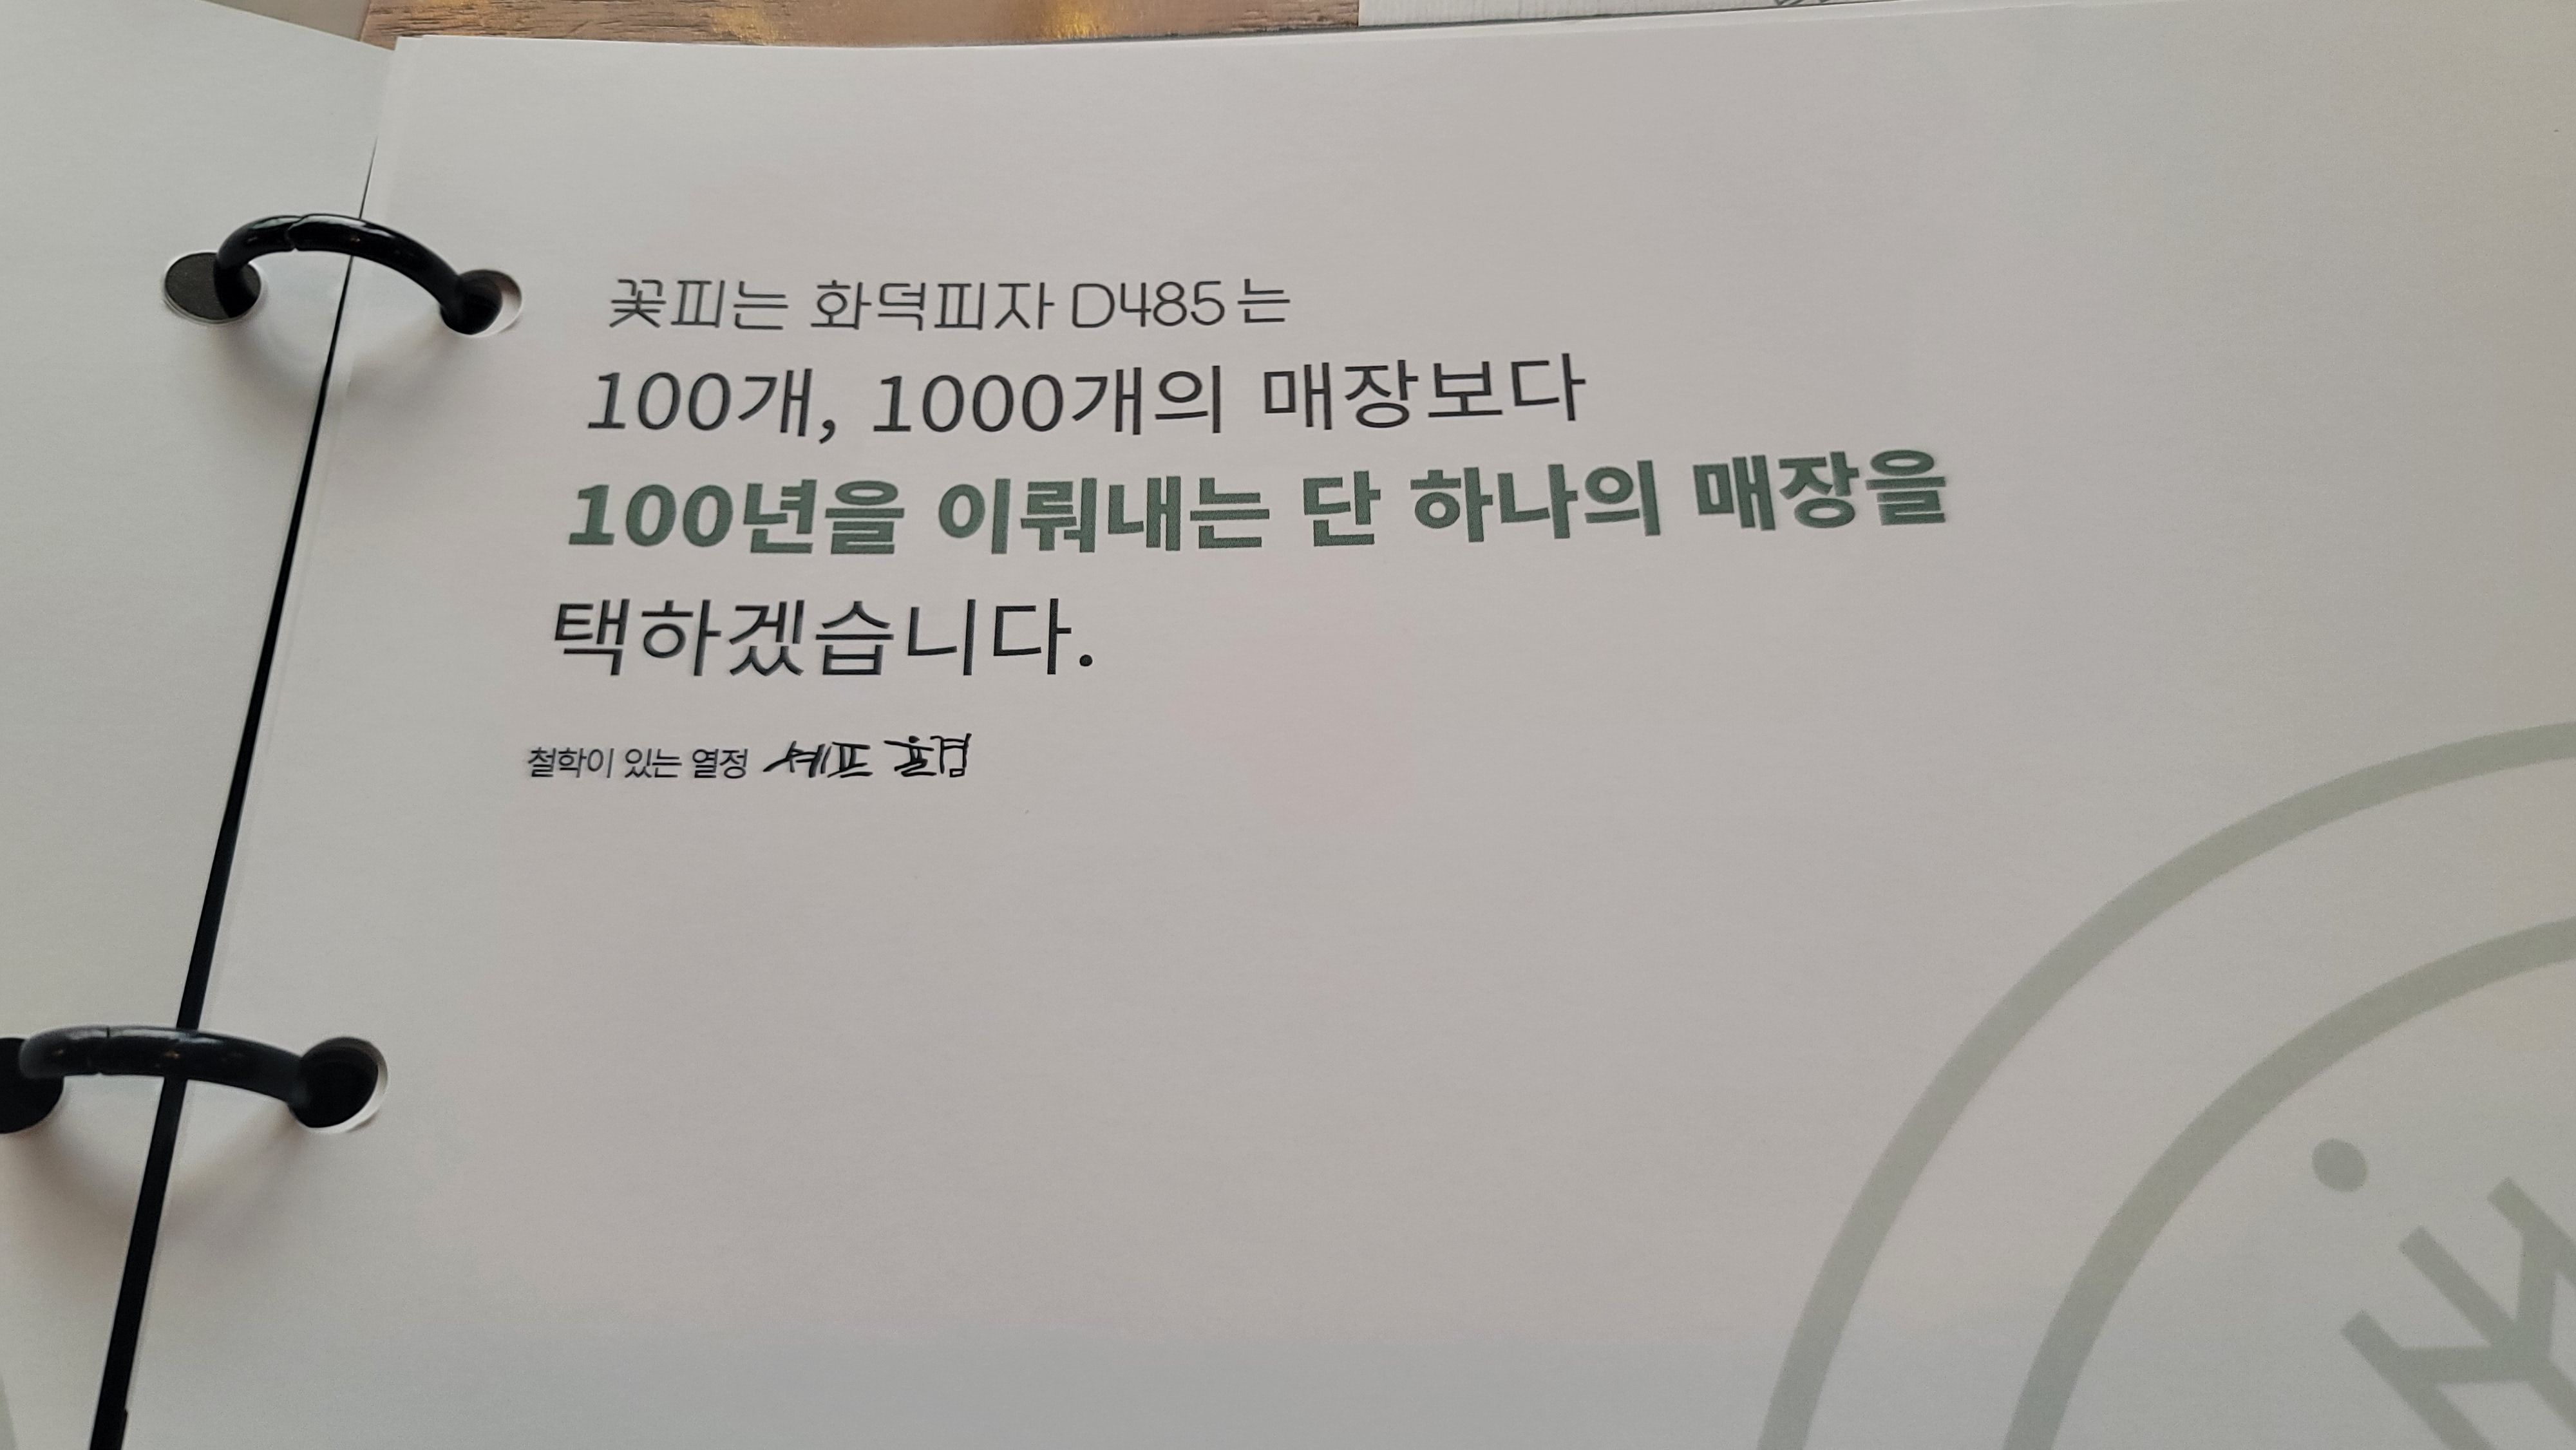 꽃피는 화덕피자 D485는
100개, 1000개의 매장보다
100년을 이뤄내는 단 하나의 매장을
택하겠습니다.
철학이 있는 열정 셰프